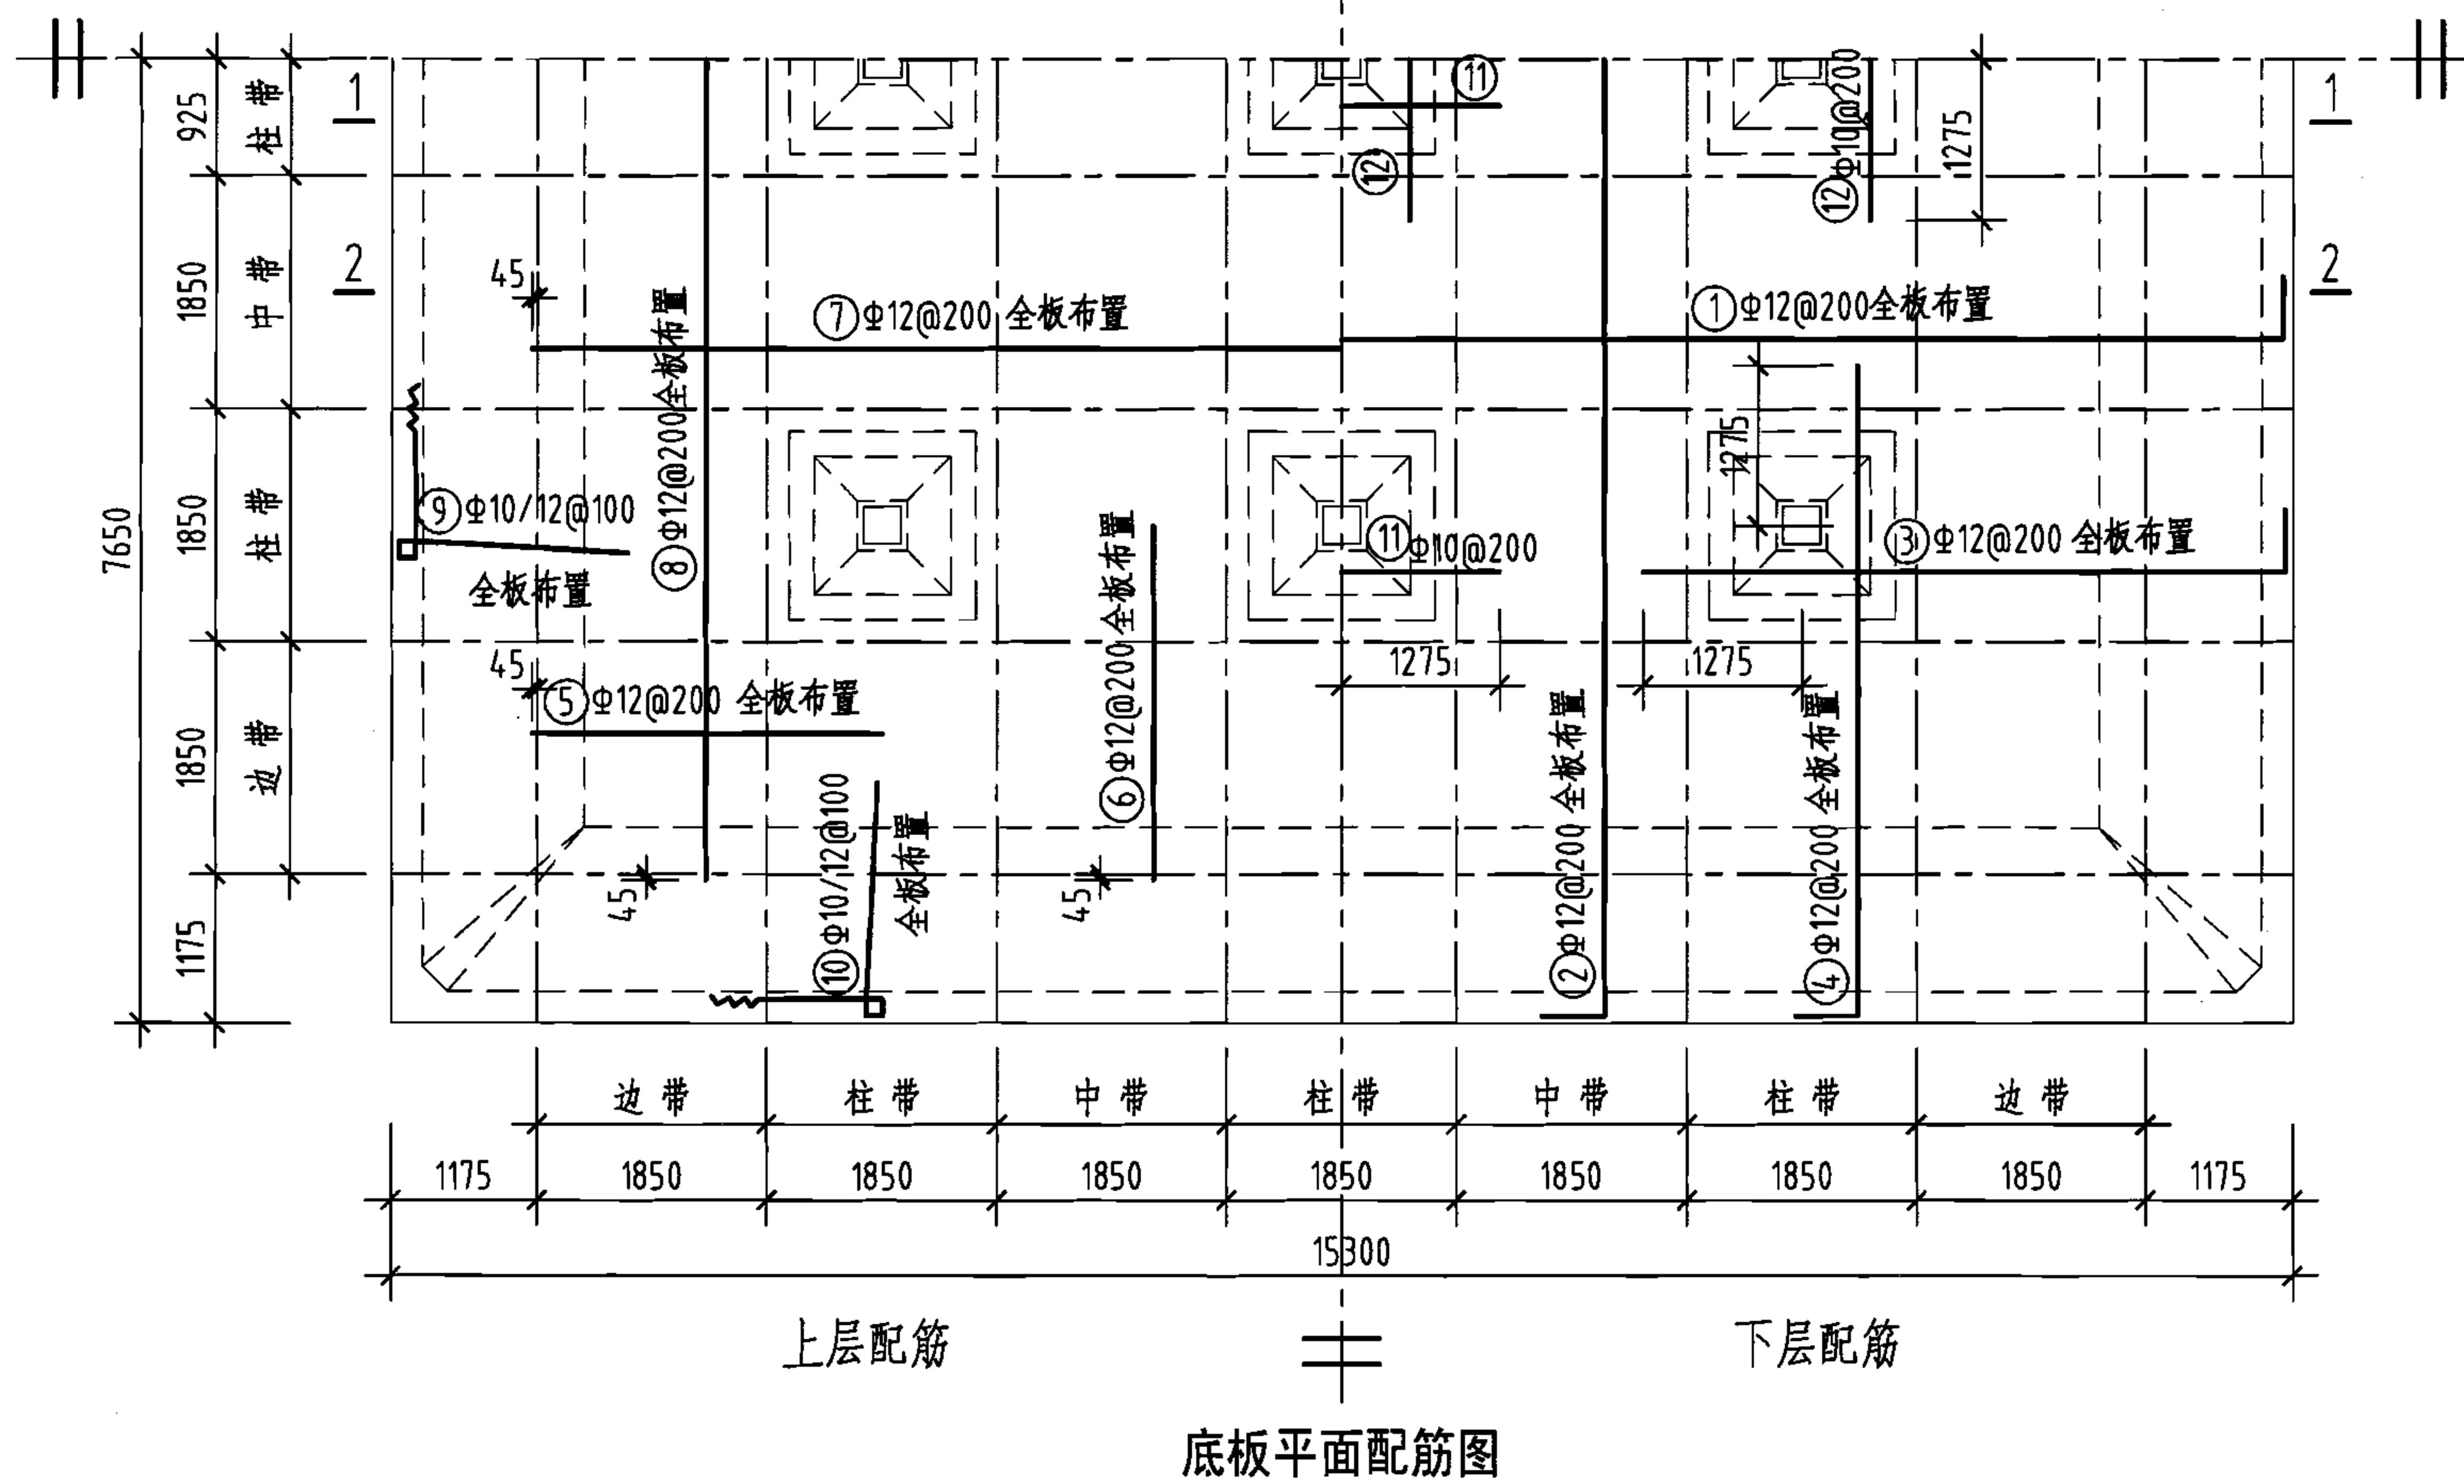 11
12
12Φ10@200
1275
1
1
925
柱带
2
2
1850
中带
45
7Φ12@200 全板布置
1Φ12@200全板布置
8Φ12@200全板布置
1275
7650
1850
柱带
9Φ10/12@100
全板布置
6Φ12@200全板布置
11Φ10@200
3Φ12@200 全板布置
45
5Φ12@200 全板布置
1275
1275
1850
边带
10Φ10/12@100
全板布置
2Φ12@200 全板布置
4Φ12@200 全板布置
45
45
1175
边带 柱带 中带 柱带 中带 柱带 边带
1175 1850 1850 1850 1850 1850 1850 1850 1175
15300
上层配筋
下层配筋
底板平面配筋图